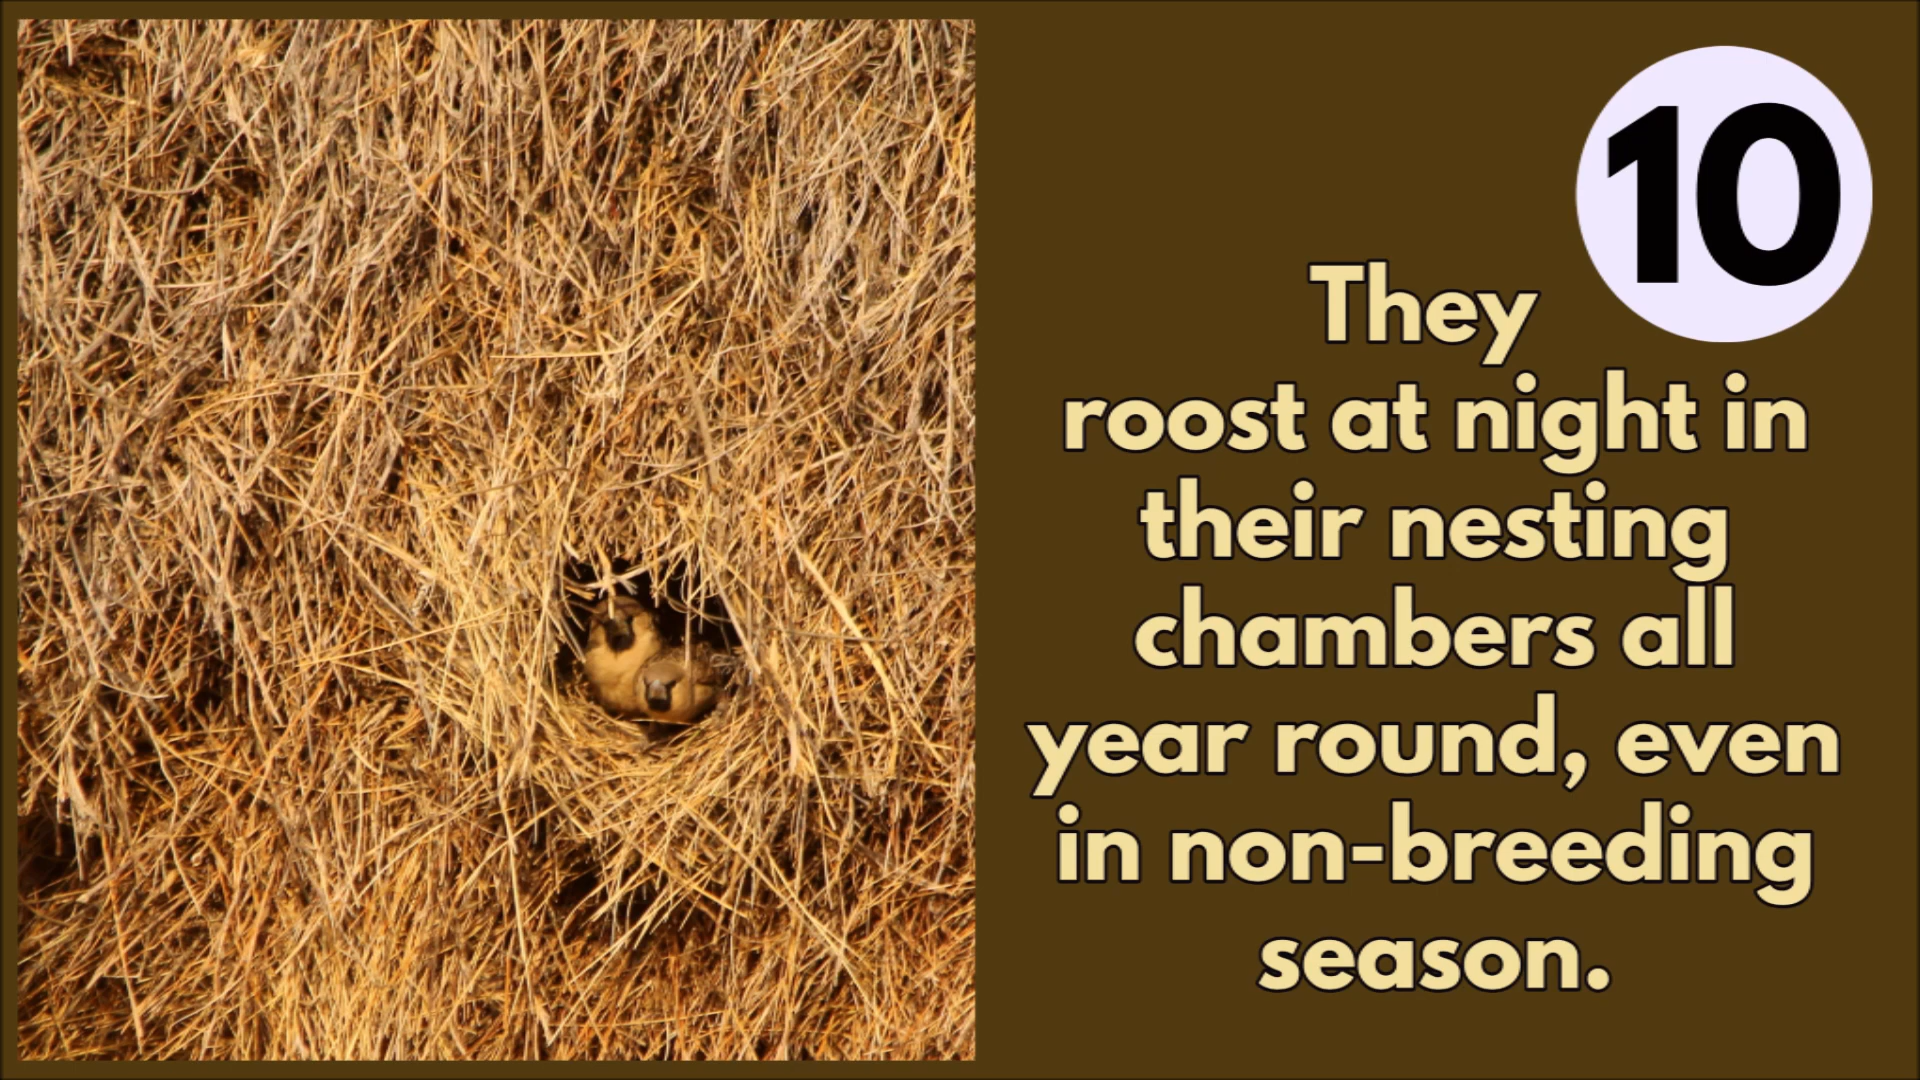 10
They
roost at night in
their nesting
chambers all
year round, even
in non-breeding
season.